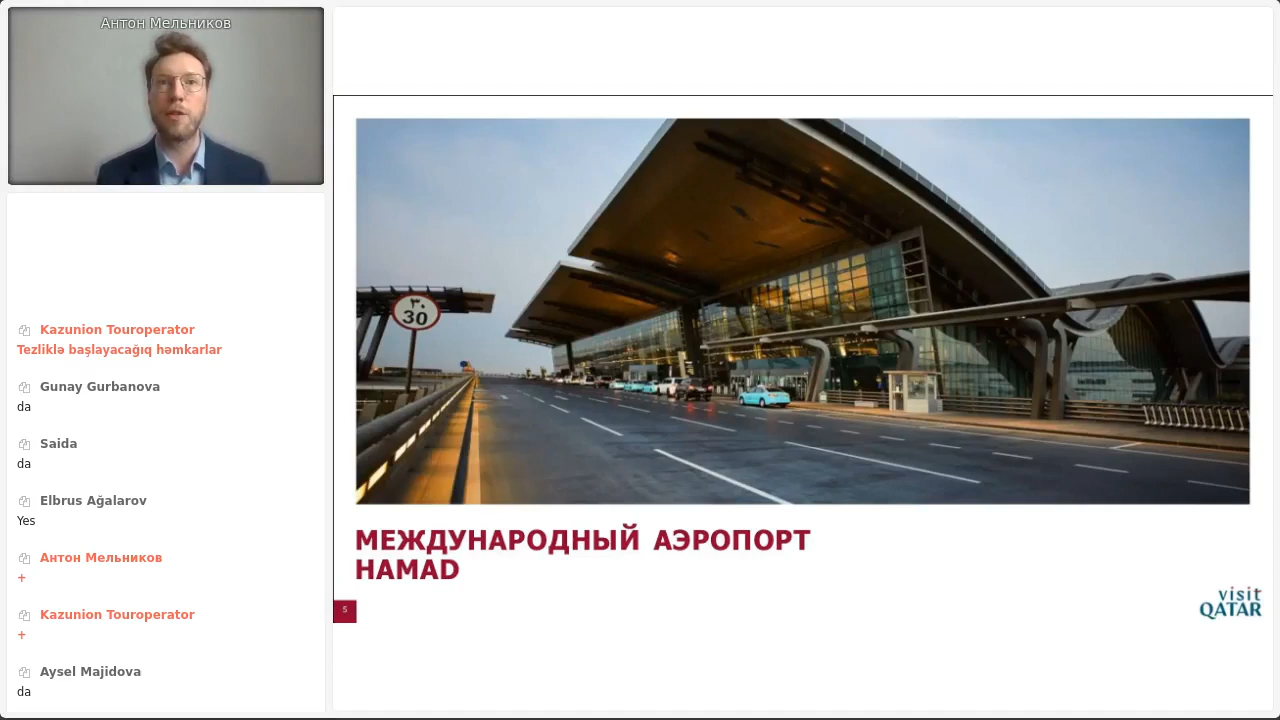 Антон Мельников
Kazunion Touroperator
Tezliklə başlayacağıq həmkarlar
Gunay Gurbanova
da
Saida
da
Elbrus Ağalarov
Yes
Антон Мельников
+
Kazunion Touroperator
+
Aysel Majidova
da
٣٠
30
МЕЖДУНАРОДНЫЙ АЭРОПОРТ
HAMAD
5
visit
QATAR